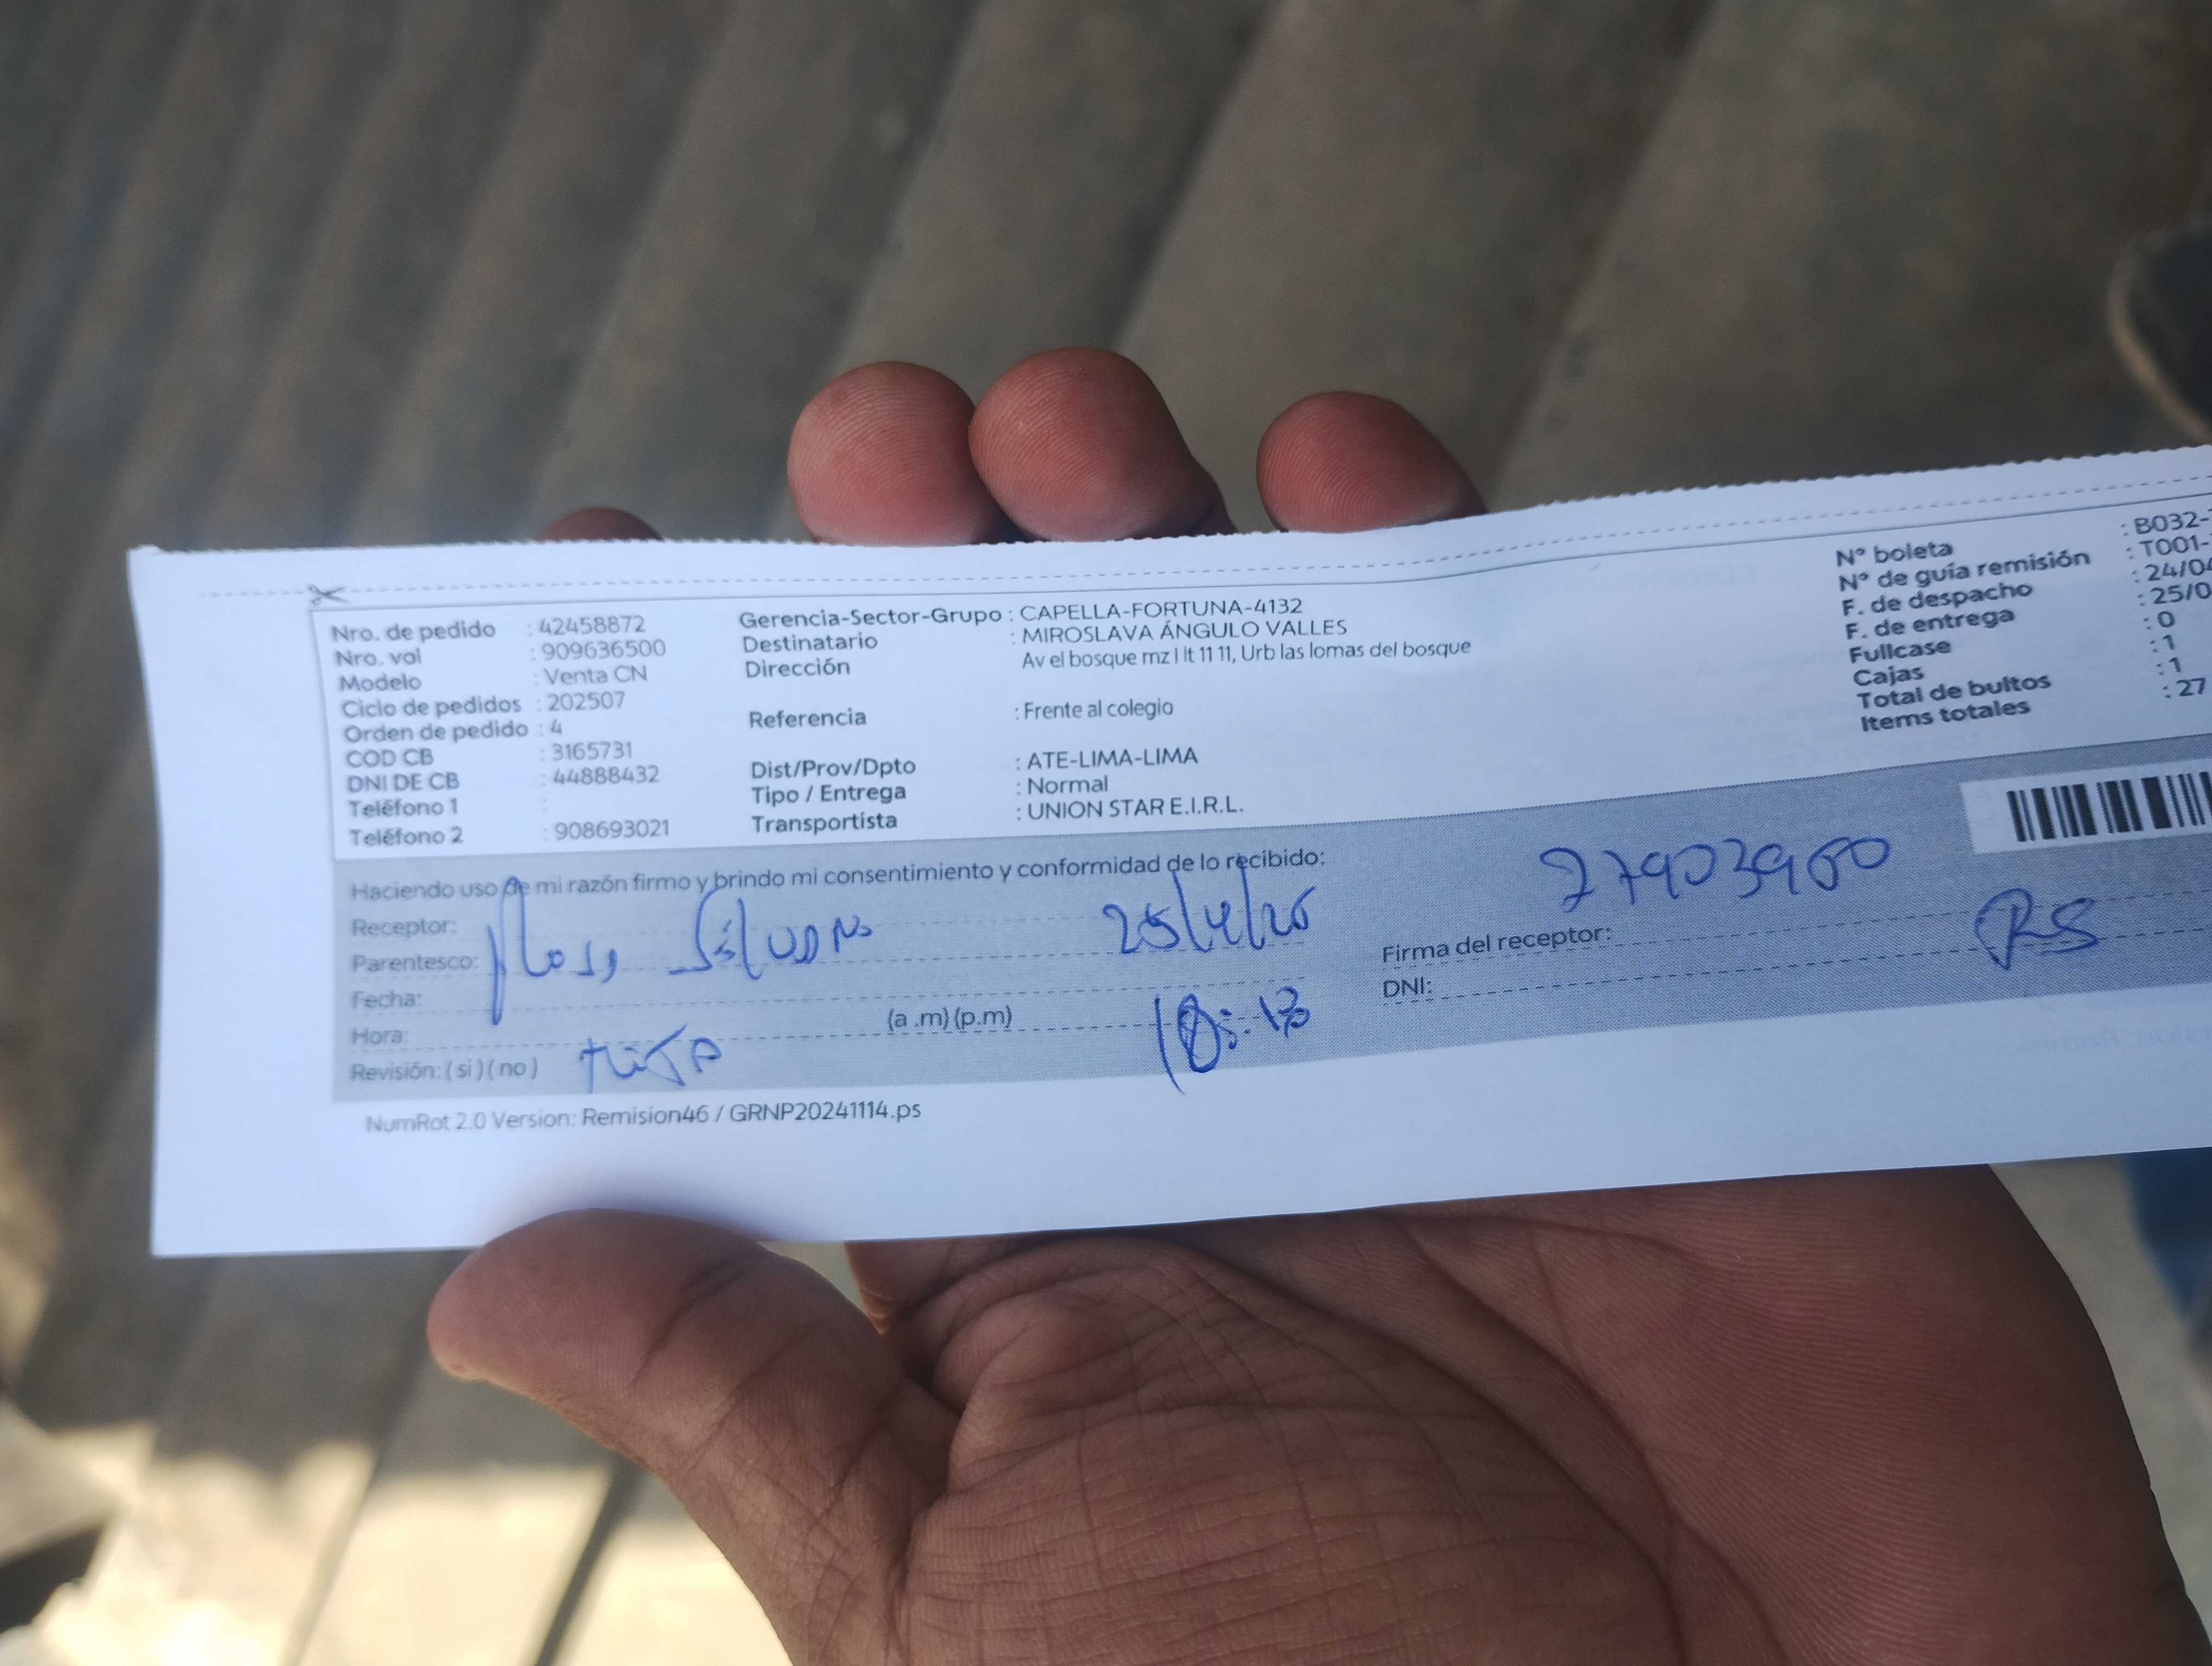 Nro. de pedido : 42458872
Nro. vol : 909636500
Modelo : Venta CN
Ciclo de pedidos : 202507
Orden de pedido : 4
COD CB : 3165731
DNI DE CB : 44888432
Teléfono 1 :
Teléfono 2 : 908693021
Gerencia-Sector-Grupo : CAPELLA-FORTUNA-4132
Destinatario : MIROSLAVA ÁNGULO VALLES
Dirección Av el bosque mz I lt 11 11, Urb las lomas del bosque
Referencia : Frente al colegio
Dist/Prov/Dpto : ATE-LIMA-LIMA
Tipo / Entrega : Normal
Transportista : UNION STAR E.I.R.L.
N° boleta : B032-
N° de guía remisión : T001-
F. de despacho : 24/04
F. de entrega : 25/0
Fullcase : 0
Cajas : 1
Total de bultos : 1
Items totales : 27
Haciendo uso de mi razón firmo y brindo mi consentimiento y conformidad de lo recibido:
Receptor:
Parentesco:
Fecha:
Hora: (a .m) (p.m)
Revisión: ( si ) ( no )
25/4/25
27903960
Firma del receptor: RS
DNI:
NumRot 2.0 Version: Remision46 / GRNP20241114.ps